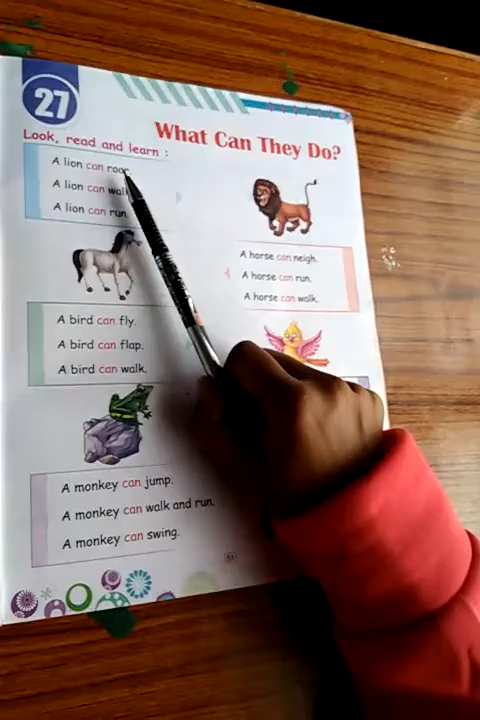 27
What Can They Do?
Look, read and learn :
A lion can roar.
A lion can walk
A lion can run.
A horse can neigh.
A horse can run.
A horse can walk.
A bird can fly.
A bird can flap.
A bird can walk.
A monkey can jump.
A monkey can walk and run.
A monkey can swing.